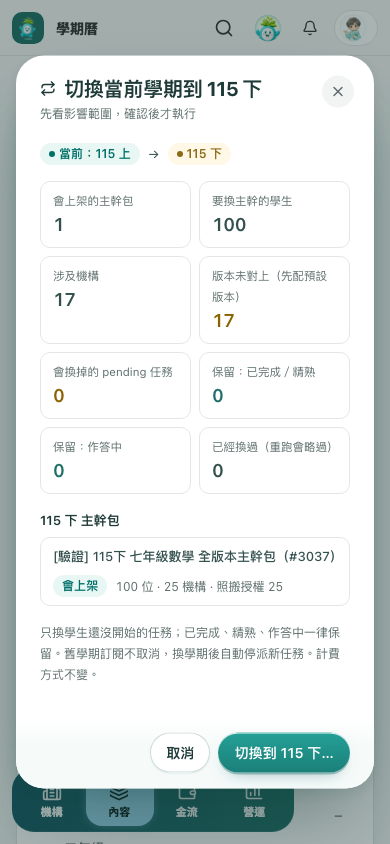 學期曆
切換當前學期到 115 下
先看影響範圍，確認後才執行
當前：115 上 → 115 下
會上架的主幹包
1
要換主幹的學生
100
涉及機構
17
版本未對上（先配預設
版本）
17
會換掉的 pending 任務
0
保留：已完成 / 精熟
0
保留：作答中
0
已經換過（重跑會略過）
0
115 下 主幹包
[驗證] 115下 七年級數學 全版本主幹包（#3037）
會上架 100 位 · 25 機構 · 照搬授權 25
只換學生還沒開始的任務；已完成、精熟、作答中一律保
留。舊學期訂閱不取消，換學期後自動停派新任務。計費
方式不變。
取消
切換到 115 下…
機構
內容
金流
營運